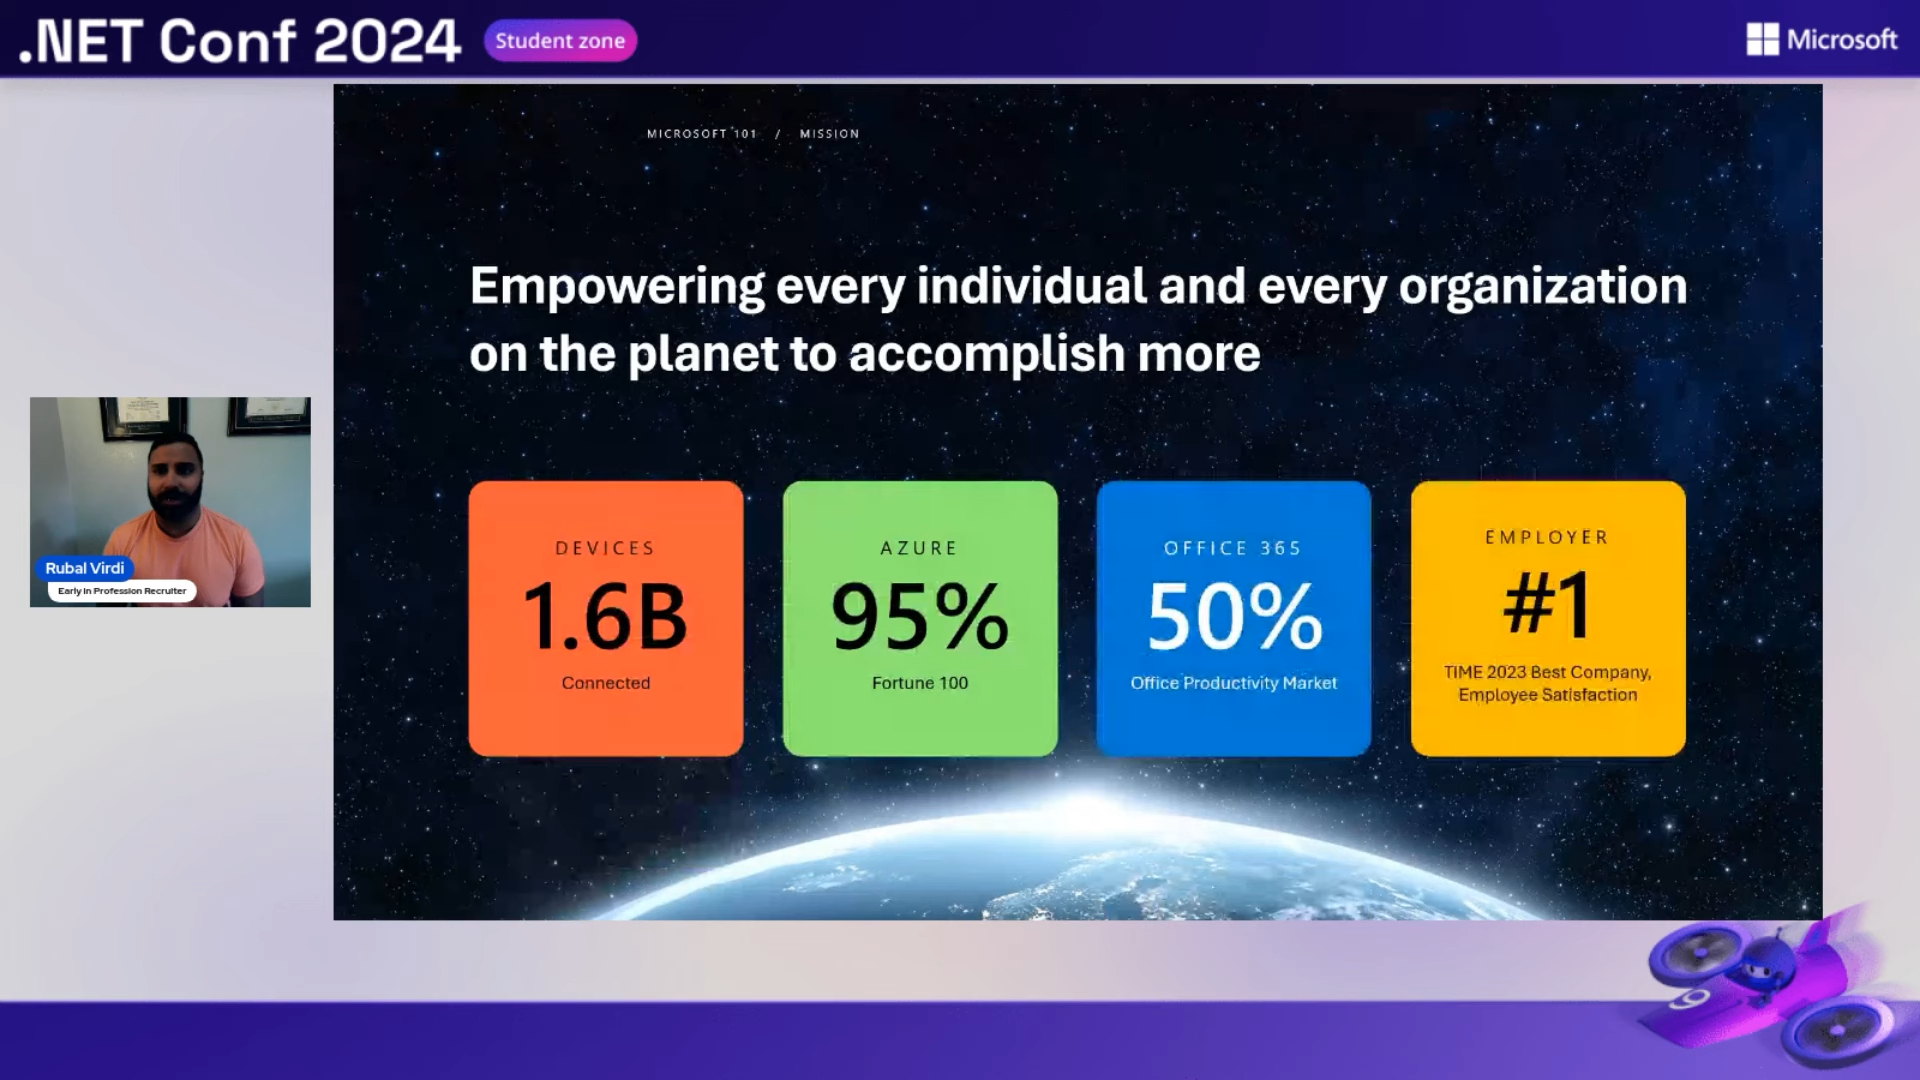 .NET Conf 2024
Student zone
Microsoft
MICROSOFT 101 / MISSION
Empowering every individual and every organization
on the planet to accomplish more
DEVICES
1.6B
Connected
AZURE
95%
Fortune 100
OFFICE 365
50%
Office Productivity Market
EMPLOYER
#1
TIME 2023 Best Company,
Employee Satisfaction
Rubal Virdi
Early in Profession Recruiter
9